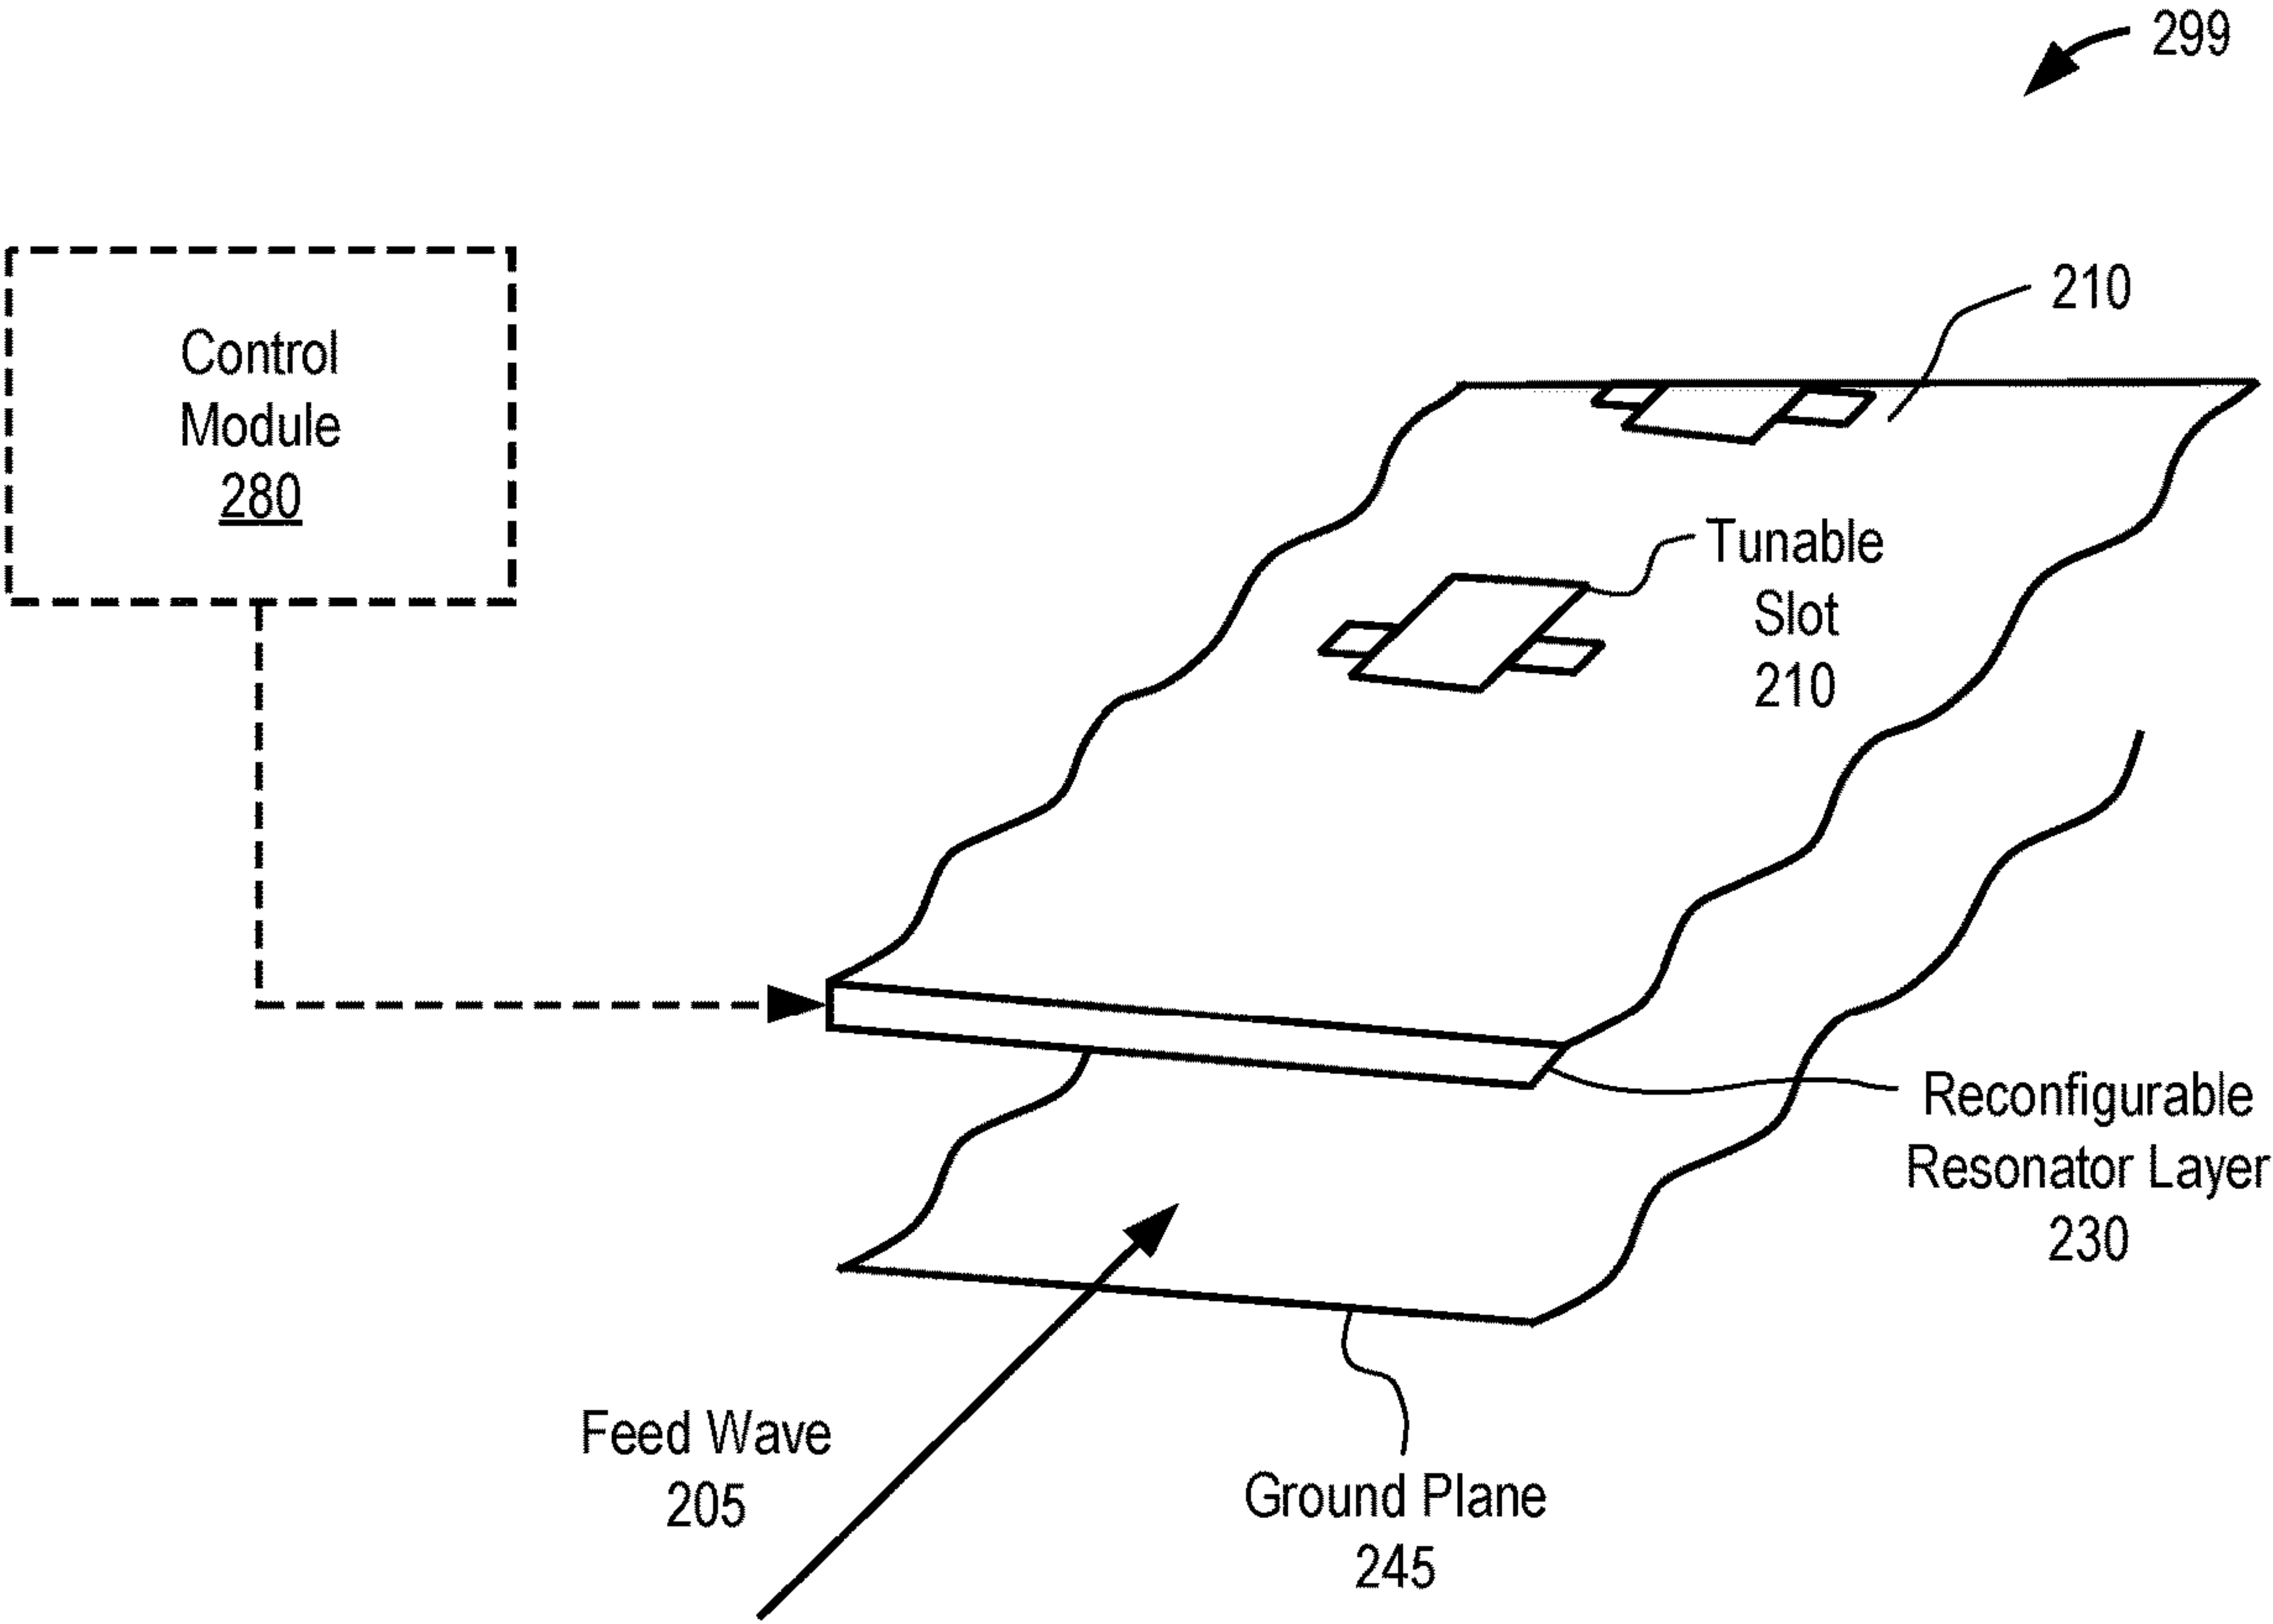 299
Control
Module
280
210
Tunable
Slot
210
Reconfigurable
Resonator Layer
230
Feed Wave
205
Ground Plane
245